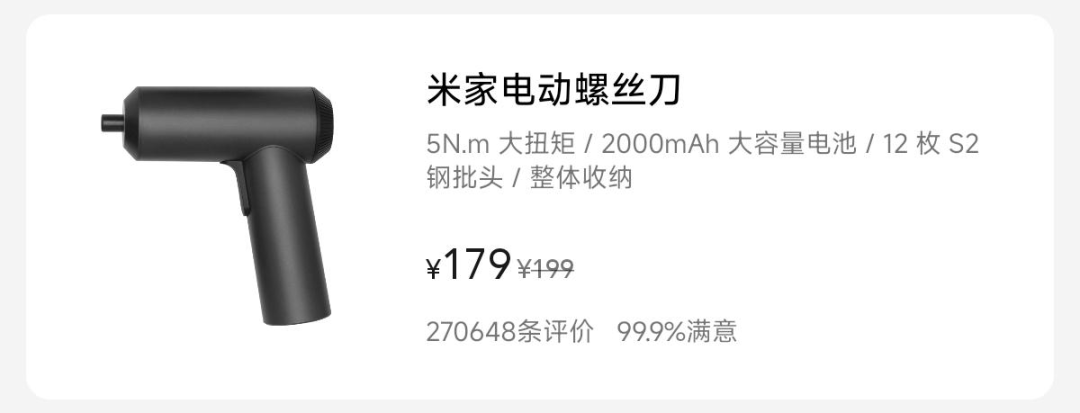 米家电动螺丝刀
5N.m 大扭矩 / 2000mAh 大容量电池 / 12 枚 S2
钢批头 / 整体收纳
¥179 ¥199
270648条评价 99.9%满意